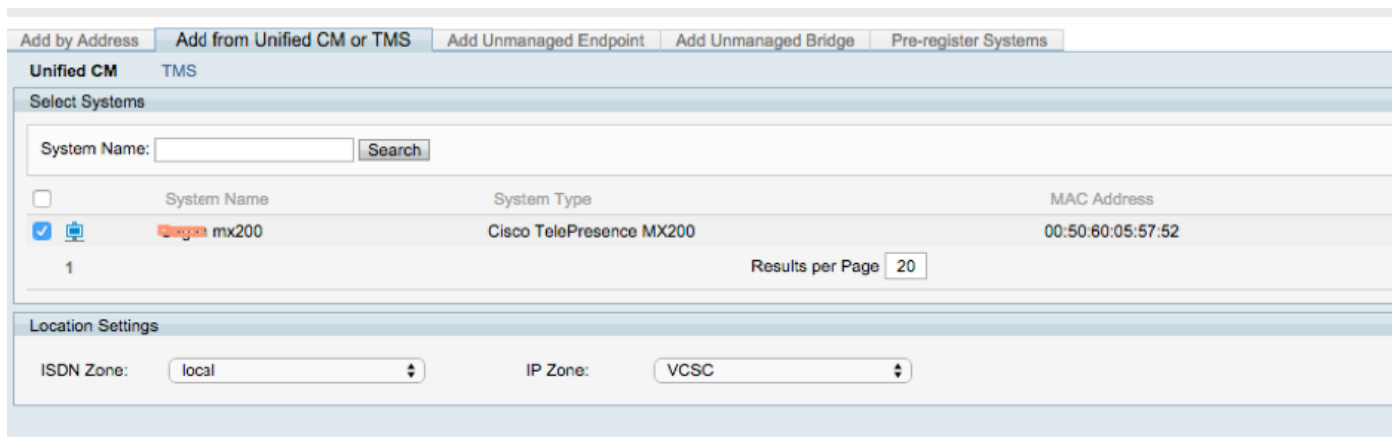 Add by Address Add from Unified CM or TMS Add Unmanaged Endpoint Add Unmanaged Bridge Pre-register Systems
Unified CM TMS
Select Systems
System Name: Search
System Name System Type MAC Address
mx200 Cisco TelePresence MX200 00:50:60:05:57:52
1 Results per Page 20
Location Settings
ISDN Zone: local IP Zone: VCSC